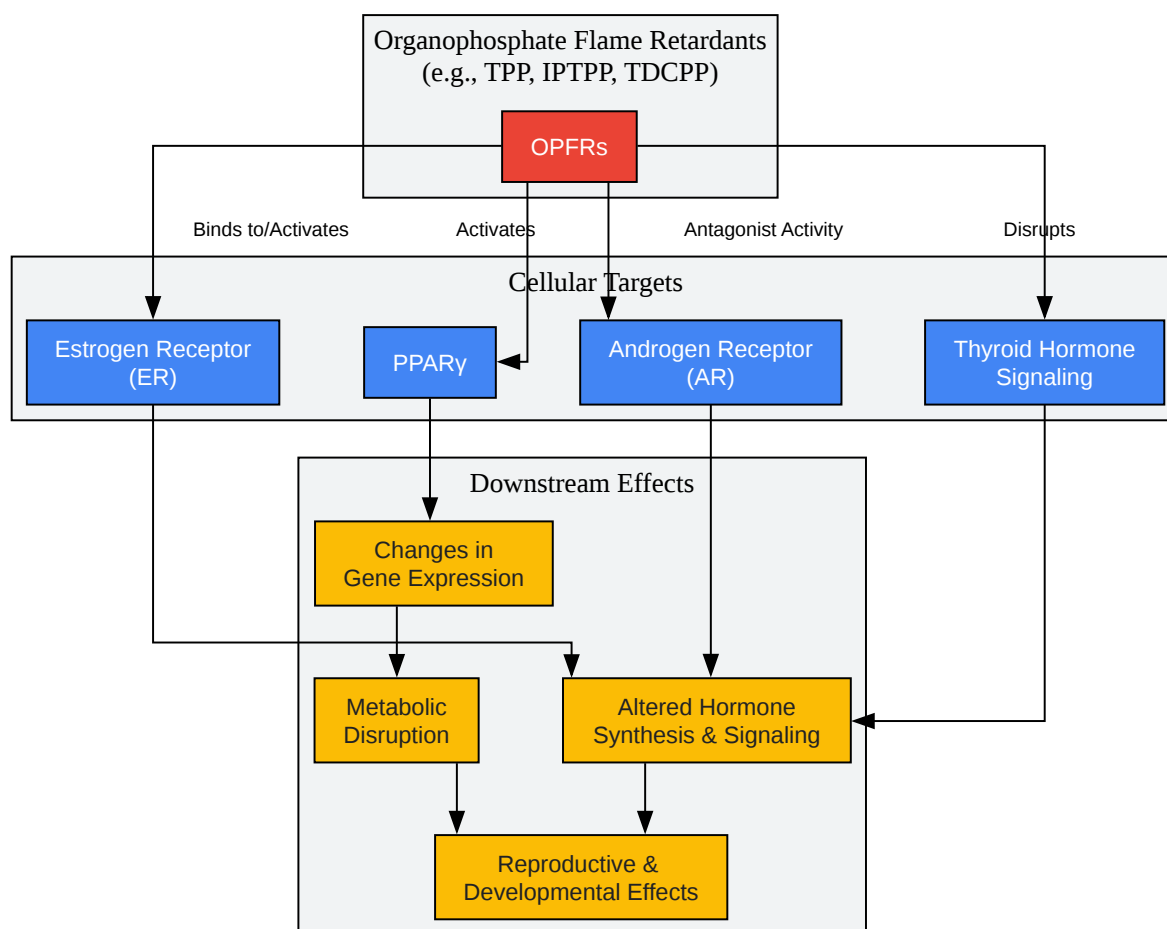 Organophosphate Flame Retardants
(e.g., TPP, IPTPP, TDCPP)
OPFRs
Binds to/Activates
Activates
Antagonist Activity
Disrupts
Cellular Targets
Estrogen Receptor
(ER)
PPARγ
Androgen Receptor
(AR)
Thyroid Hormone
Signaling
Downstream Effects
Changes in
Gene Expression
Metabolic
Disruption
Altered Hormone
Synthesis & Signaling
Reproductive &
Developmental Effects